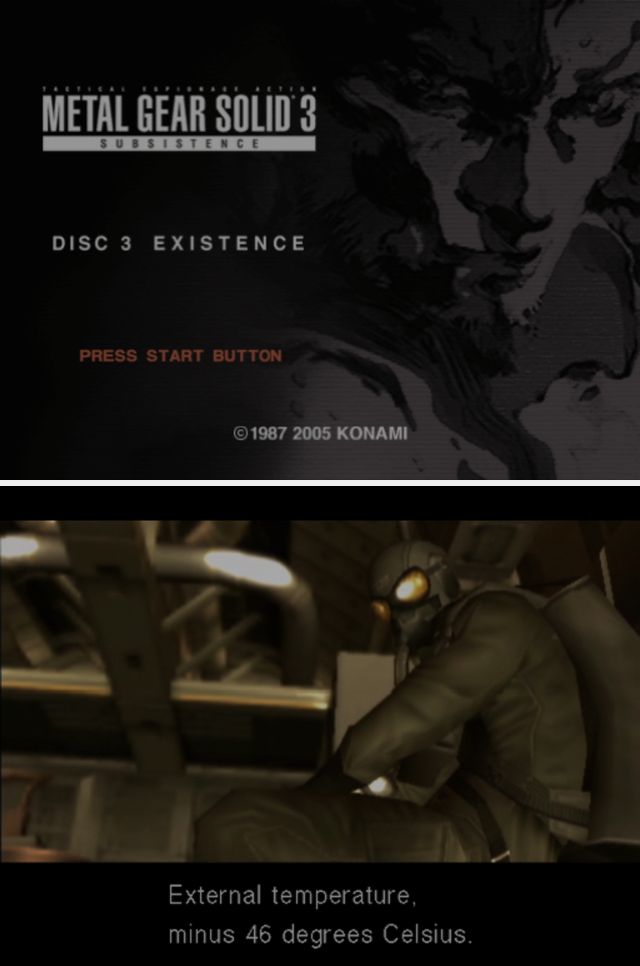 TACTICAL ESPIONAGE ACTION
METAL GEAR SOLID 3
SUBSISTENCE
DISC 3 EXISTENCE
PRESS START BUTTON
©1987 2005 KONAMI
External temperature,
minus 46 degrees Celsius.